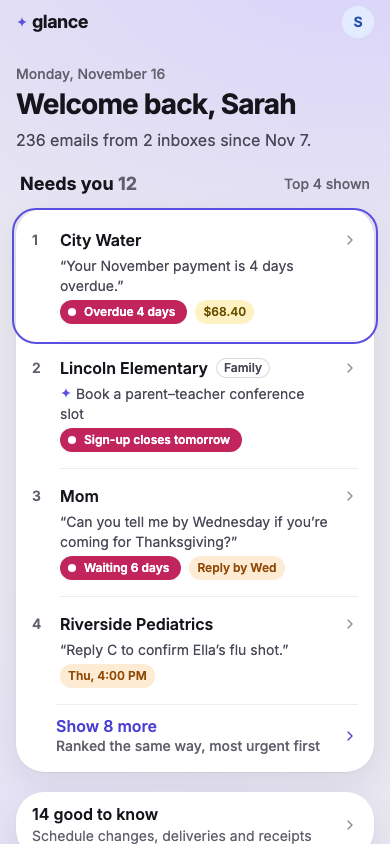 glance
S
Monday, November 16
Welcome back, Sarah
236 emails from 2 inboxes since Nov 7.
Needs you 12
Top 4 shown
1
City Water
“Your November payment is 4 days
overdue.”
Overdue 4 days
$68.40
2
Lincoln Elementary
Family
Book a parent–teacher conference
slot
Sign-up closes tomorrow
3
Mom
“Can you tell me by Wednesday if you’re
coming for Thanksgiving?”
Waiting 6 days
Reply by Wed
4
Riverside Pediatrics
“Reply C to confirm Ella’s flu shot.”
Thu, 4:00 PM
Show 8 more
Ranked the same way, most urgent first
14 good to know
Schedule changes, deliveries and receipts